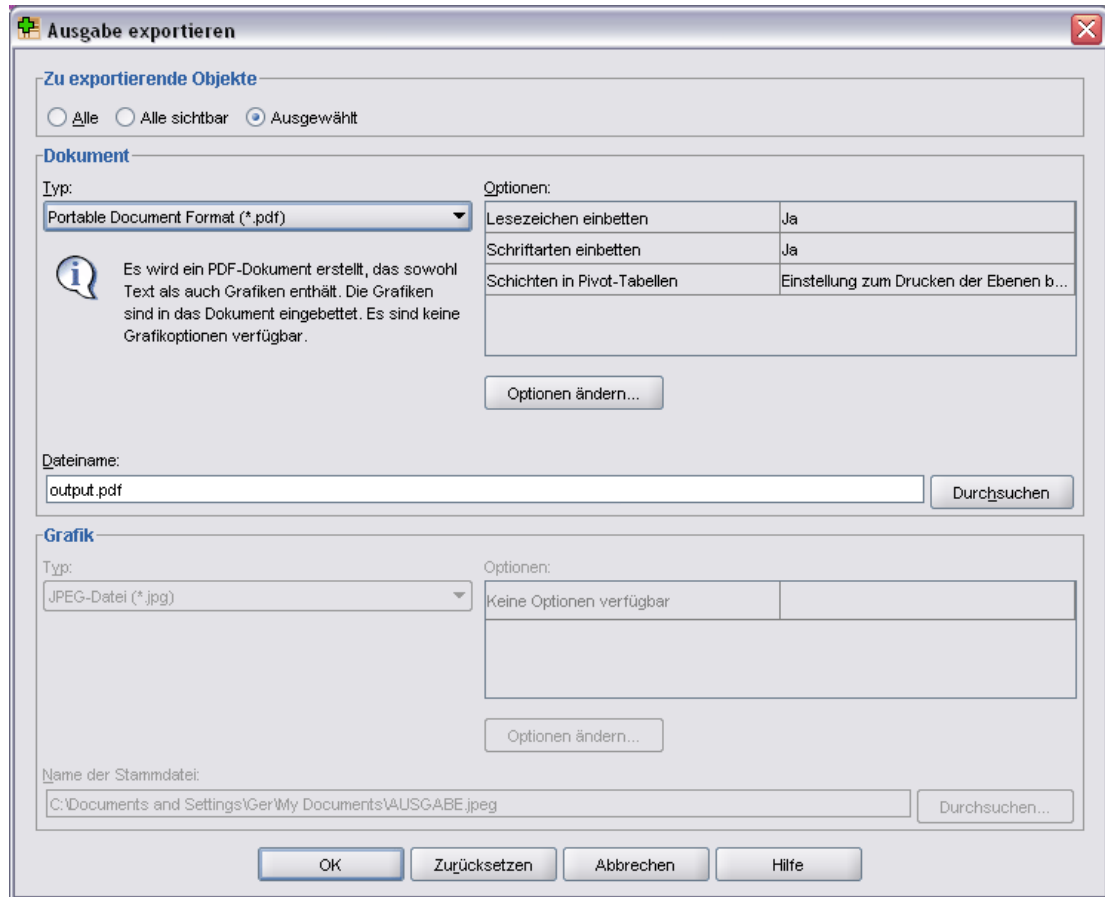 Ausgabe exportieren
Zu exportierende Objekte
Alle Alle sichtbar Ausgewählt
Dokument
Typ:
Portable Document Format (*.pdf)
Es wird ein PDF-Dokument erstellt, das sowohl
Text als auch Grafiken enthält. Die Grafiken
sind in das Dokument eingebettet. Es sind keine
Grafikoptionen verfügbar.
Optionen:
Lesezeichen einbetten Ja
Schriftarten einbetten Ja
Schichten in Pivot-Tabellen Einstellung zum Drucken der Ebenen b...
Optionen ändern...
Dateiname:
output.pdf Durchsuchen
Grafik
Typ:
JPEG-Datei (*.jpg)
Optionen:
Keine Optionen verfügbar
Optionen ändern...
Name der Stammdatei:
C:\Documents and Settings\Ger\My Documents\AUSGABE.jpeg Durchsuchen...
OK Zurücksetzen Abbrechen Hilfe